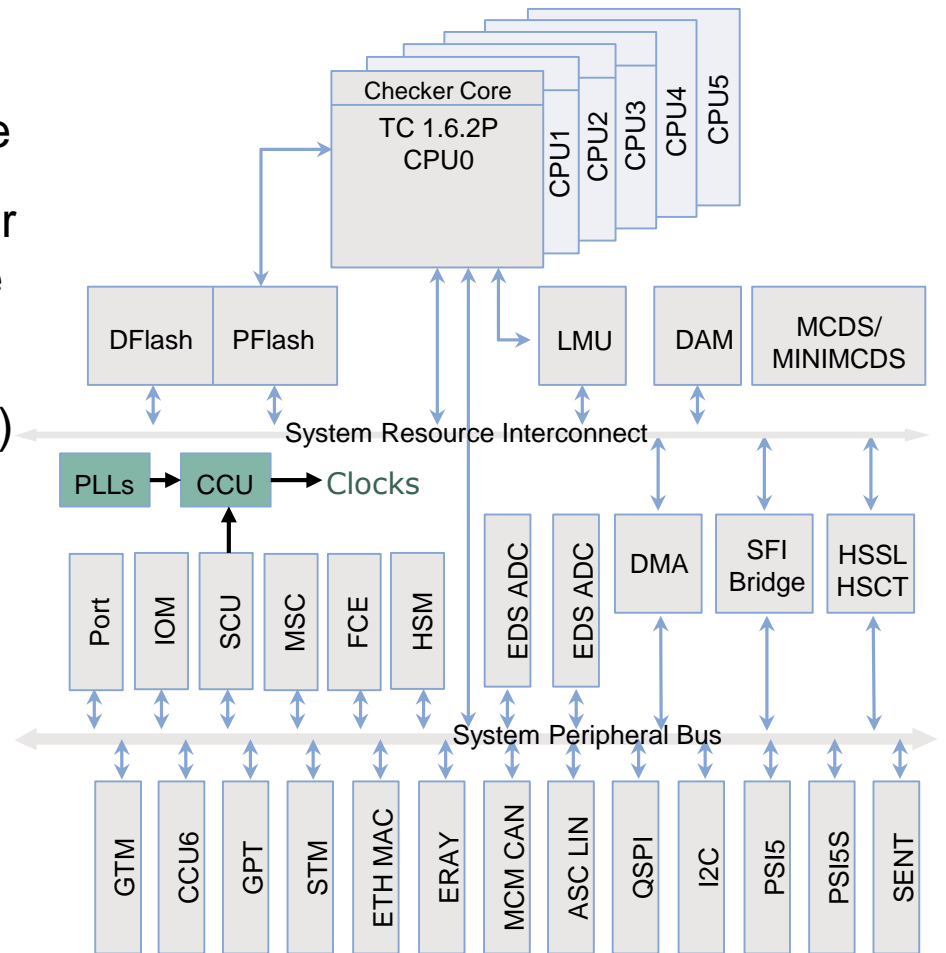 e
r
e
)
Checker Core
TC 1.6.2P
CPU0
CPU1
CPU2
CPU3
CPU4
CPU5
DFlash
PFlash
LMU
DAM
MCDS/
MINIMCDS
System Resource Interconnect
PLLs
CCU
Clocks
Port
IOM
SCU
MSC
FCE
HSM
EDS ADC
EDS ADC
DMA
SFI
Bridge
HSSL
HSCT
System Peripheral Bus
GTM
CCU6
GPT
STM
ETH MAC
ERAY
MCM CAN
ASC LIN
QSPI
I2C
PSI5
PSI5S
SENT